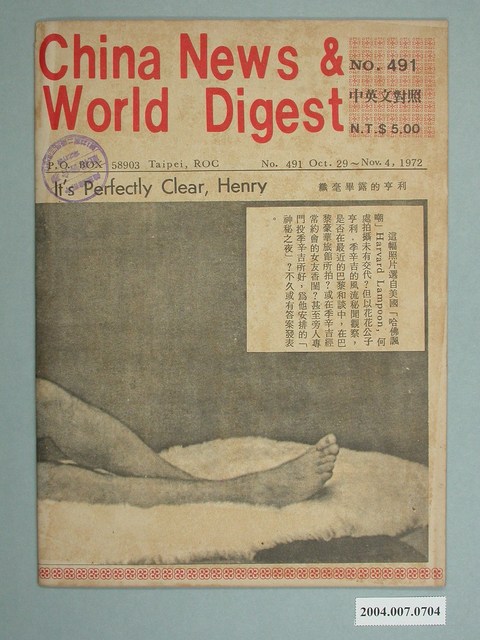 China News &
World Digest
NO. 491
中英文對照
N.T.$ 5.00
P.O. BOX 58903 Taipei, ROC No. 491 Oct. 29～Nov. 4, 1972
It's Perfectly Clear, Henry
利亨的露畢毫纖
這幅照片選自美國「哈佛諷
嘲」Harvard Lampoon, 何
處拍攝未有交代？但以花花公子
亨利．季辛吉的風流秘聞觀察，
是否在最近的巴黎和談中，在巴
黎豪華旅館所拍？或在季辛吉經
常約會的女友香閨？甚至旁人專
門投季辛吉所好，爲他安排的「
神秘之夜」？不久或有答案發表
2004.007.0704